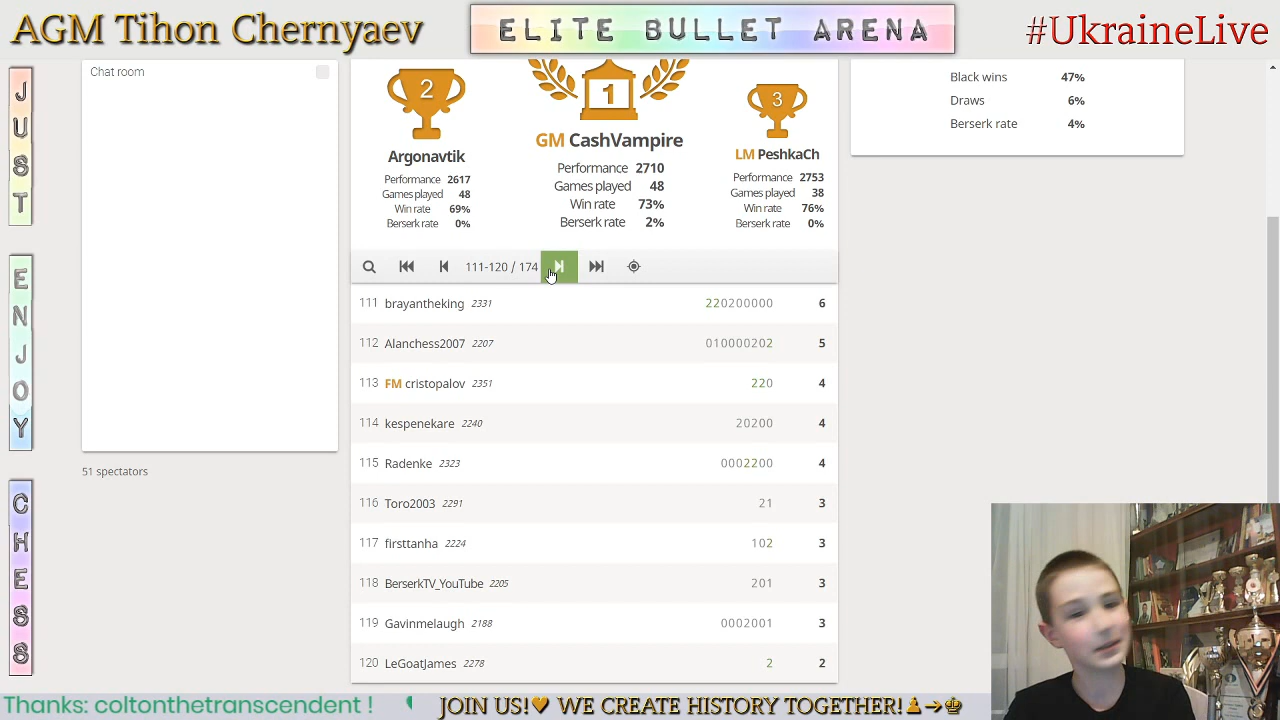 AGM Tihon Chernyaev
ELITE BULLET ARENA
#UkraineLive
JUST
ENJOY
CHESS
Chat room
51 spectators
2
Argonavtik
Performance 2617
Games played 48
Win rate 69%
Berserk rate 0%
1
GM CashVampire
Performance 2710
Games played 48
Win rate 73%
Berserk rate 2%
3
LM PeshkaCh
Performance 2753
Games played 38
Win rate 76%
Berserk rate 0%
Black wins 47%
Draws 6%
Berserk rate 4%
111-120 / 174
111 brayantheking 2331 220200000 6
112 Alanchess2007 2207 010000202 5
113 FM cristopalov 2351 220 4
114 kespenekare 2240 20200 4
115 Radenke 2323 0002200 4
116 Toro2003 2291 21 3
117 firsttanha 2224 102 3
118 BerserkTV_YouTube 2205 201 3
119 Gavinmelaugh 2188 0002001 3
120 LeGoatJames 2278 2 2
Thanks: coltonthetranscendent !
JOIN US!♥ WE CREATE HISTORY TOGETHER!♟→♚